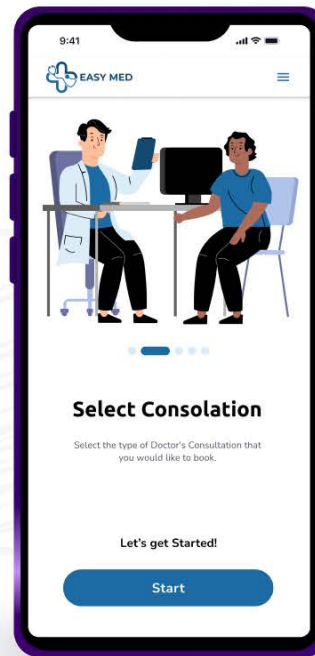 9:41
EASY MED
Select Consolation
Select the type of Doctor's Consultation that
you would like to book.
Let's get Started!
Start